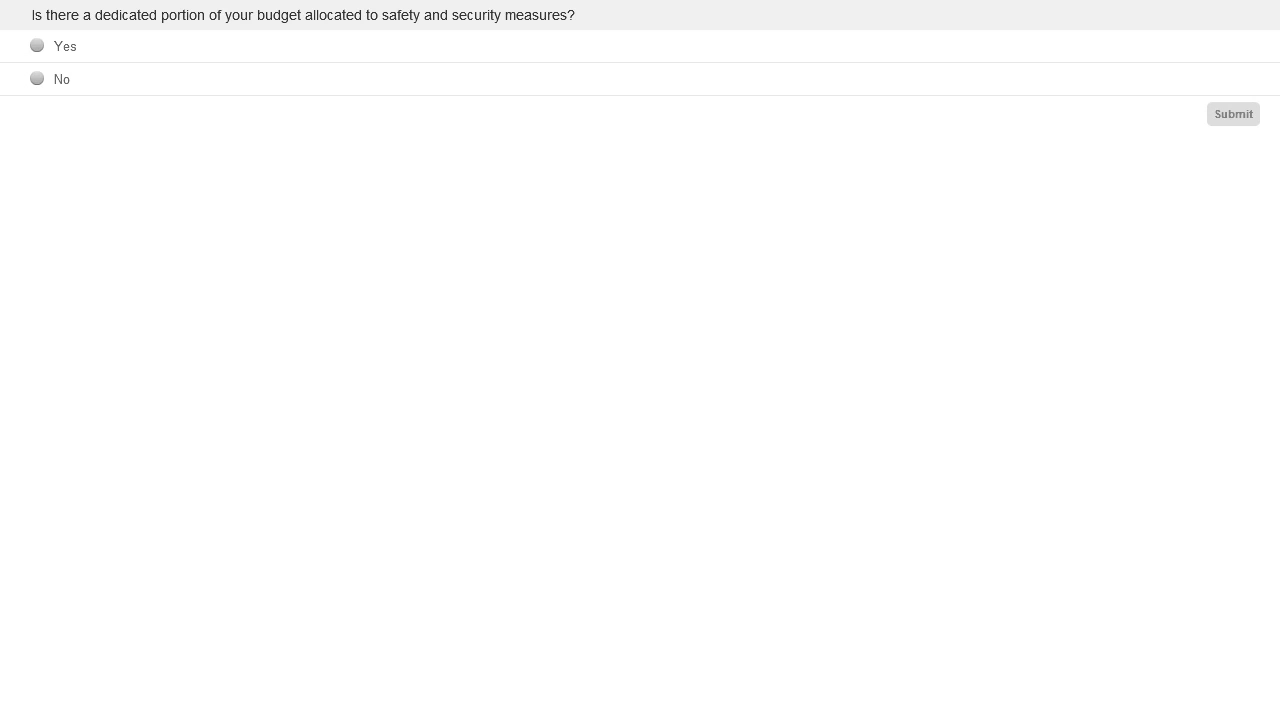 Is there a dedicated portion of your budget allocated to safety and security measures?
Yes
No
Submit